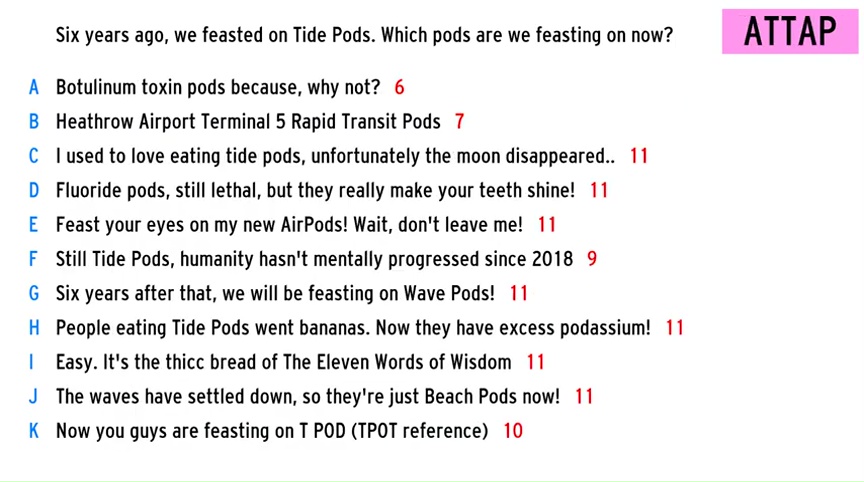 Six years ago, we feasted on Tide Pods. Which pods are we feasting on now?
ATTAP
A Botulinum toxin pods because, why not? 6
B Heathrow Airport Terminal 5 Rapid Transit Pods 7
C I used to love eating tide pods, unfortunately the moon disappeared.. 11
D Fluoride pods, still lethal, but they really make your teeth shine! 11
E Feast your eyes on my new AirPods! Wait, don't leave me! 11
F Still Tide Pods, humanity hasn't mentally progressed since 2018 9
G Six years after that, we will be feasting on Wave Pods! 11
H People eating Tide Pods went bananas. Now they have excess podassium! 11
I Easy. It's the thicc bread of The Eleven Words of Wisdom 11
J The waves have settled down, so they're just Beach Pods now! 11
K Now you guys are feasting on T POD (TPOT reference) 10